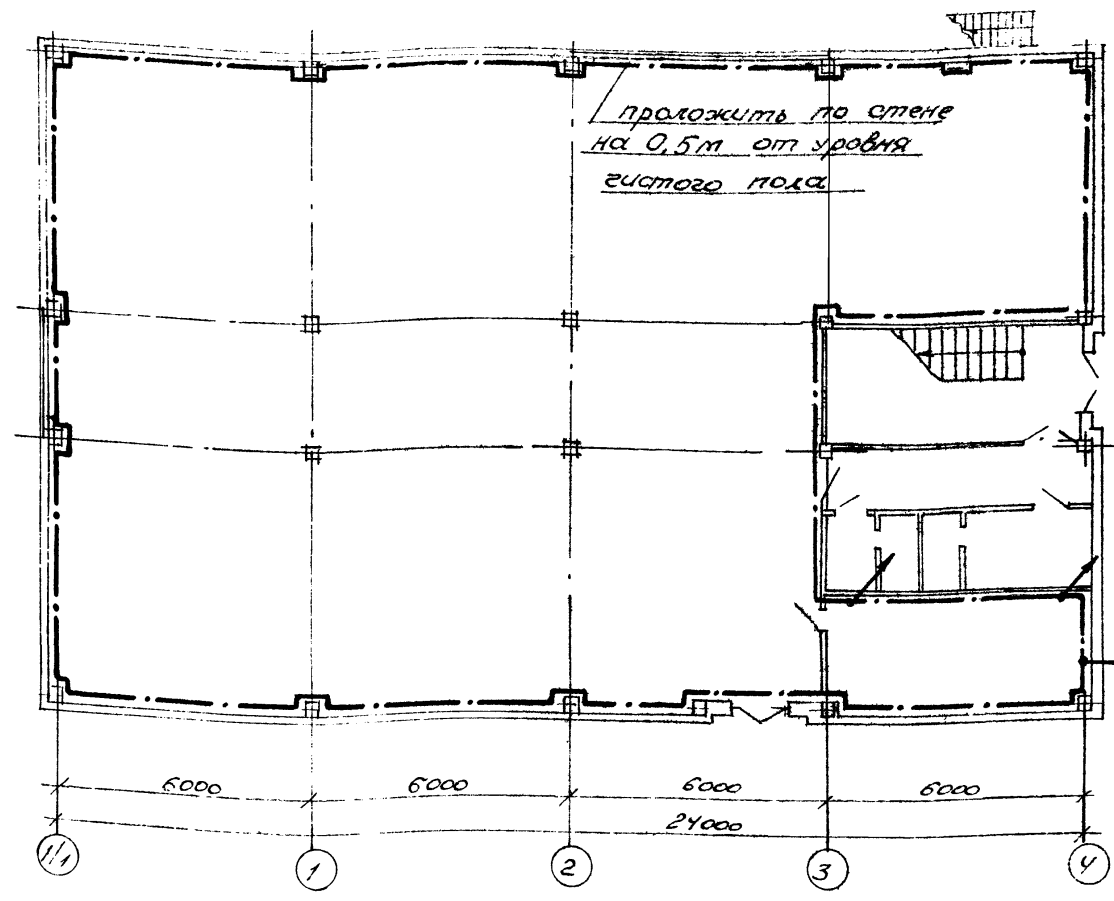 проложить по стене
на 0,5м от уровня
чистого пола
6000 6000 6000 6000
24000
1/1 1 2 3 4